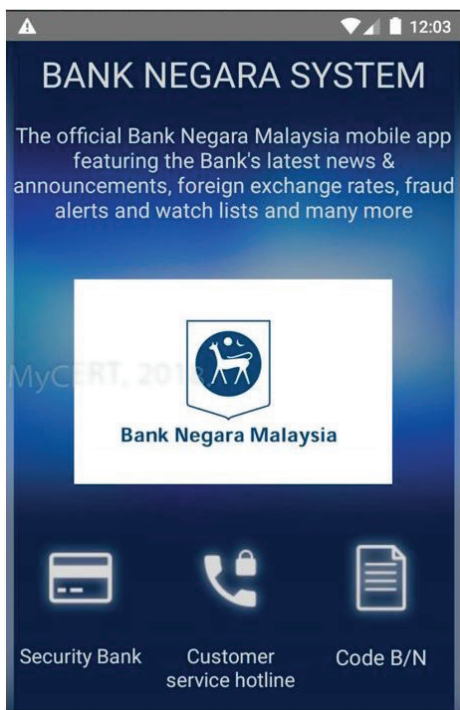 12:03
BANK NEGARA SYSTEM
The official Bank Negara Malaysia mobile app
featuring the Bank's latest news &
announcements, foreign exchange rates, fraud
alerts and watch lists and many more
MyCERT, 2018
Bank Negara Malaysia
Security Bank
Customer
service hotline
Code B/N